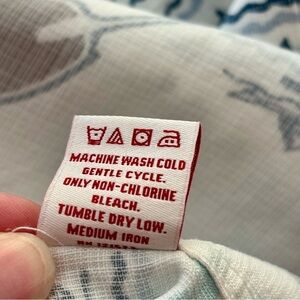 MACHINE WASH COLD
GENTLE CYCLE.
ONLY NON-CHLORINE
BLEACH.
TUMBLE DRY LOW.
MEDIUM IRON